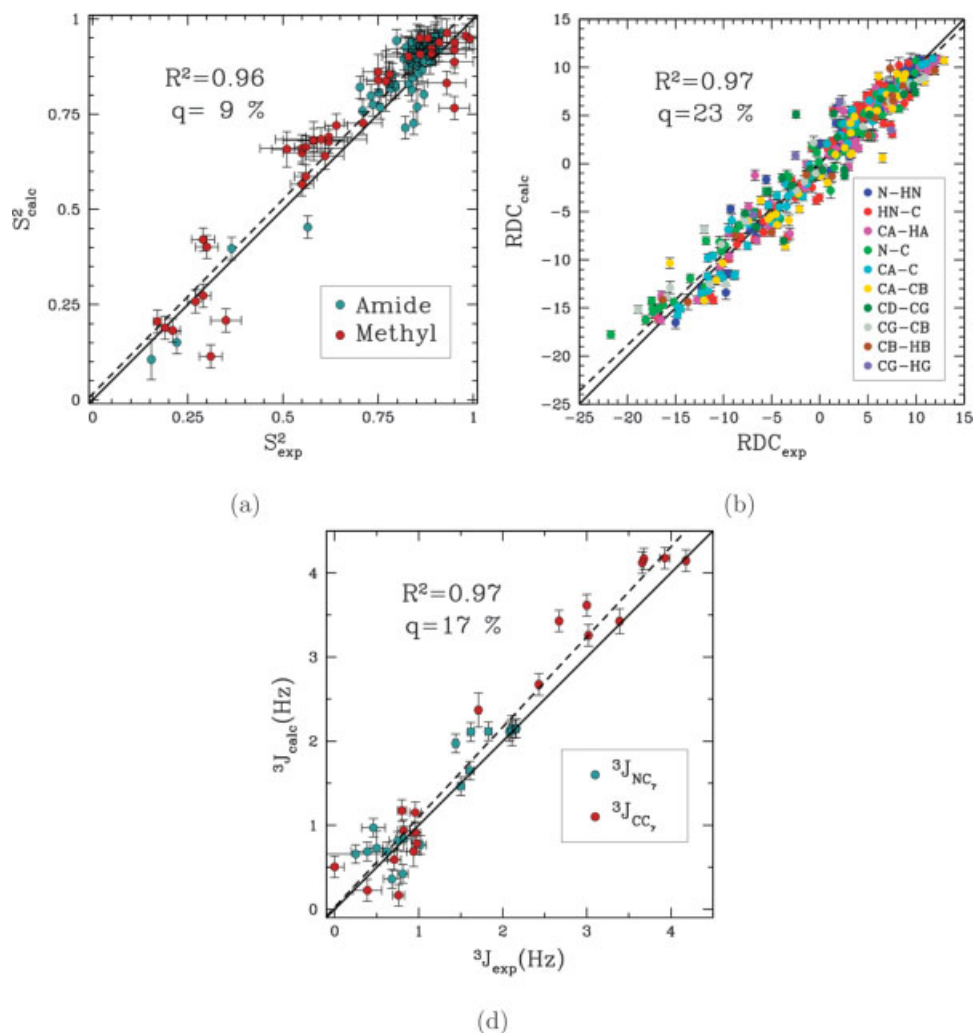 1
0.75
0.5
0.25
0
S²calc
R²=0.96
q= 9 %
Amide
Methyl
0 0.25 0.5 0.75 1
S²exp
(a)
15
10
5
0
−5
−10
−15
−20
−25
RDCcalc
R²=0.97
q=23 %
N−HN
HN−C
CA−HA
N−C
CA−C
CA−CB
CD−CG
CG−CB
CB−HB
CG−HG
−25 −20 −15 −10 −5 0 5 10 15
RDCexp
(b)
4
3
2
1
0
³Jcalc(Hz)
R²=0.97
q=17 %
³JNCγ
³JCCγ
0 1 2 3 4
³Jexp(Hz)
(d)